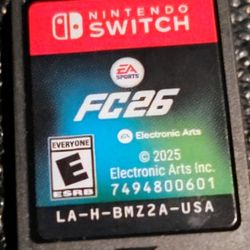 NINTENDO
SWITCH
EA
SPORTS
FC26
EA Electronic Arts
EVERYONE
E
ESRB
© 2025
Electronic Arts Inc.
7494800601
LA-H-BMZ2A-USA